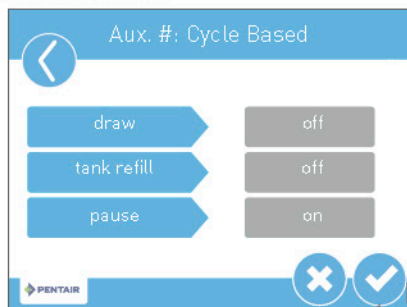 Aux. #: Cycle Based
draw off
tank refill off
pause on
PENTAIR